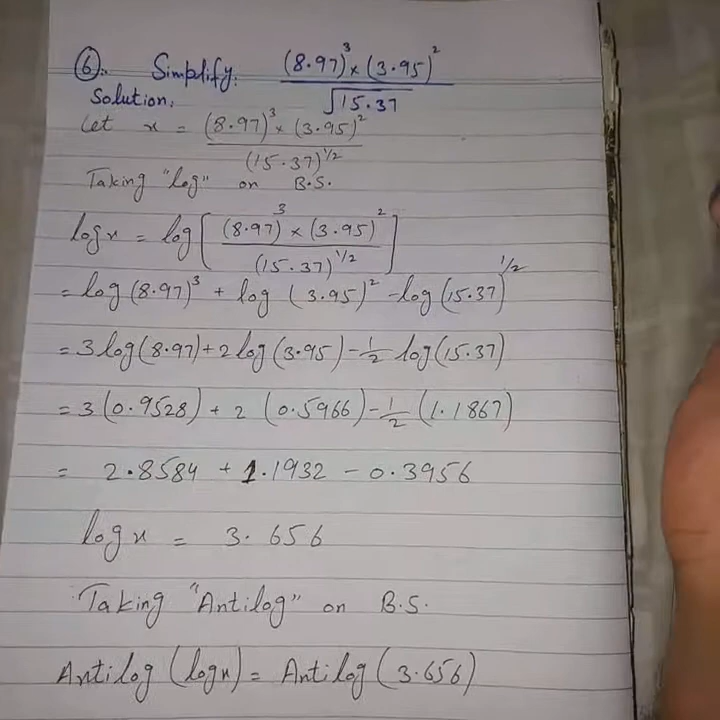 6. Simplify: (8.97)³ × (3.95)² / √15.37
Solution,
Let x = (8.97)³ × (3.95)² / (15.37)^1/2
Taking "log" on B.S.
log x = log [ (8.97)³ × (3.95)² / (15.37)^1/2 ]
= log (8.97)³ + log (3.95)² - log (15.37)^1/2
= 3 log (8.97) + 2 log (3.95) - 1/2 log (15.37)
= 3 (0.9528) + 2 (0.5966) - 1/2 (1.1867)
= 2.8584 + 1.1932 - 0.3956
log x = 3.656
Taking "Antilog" on B.S.
Antilog (log x) = Antilog (3.656)